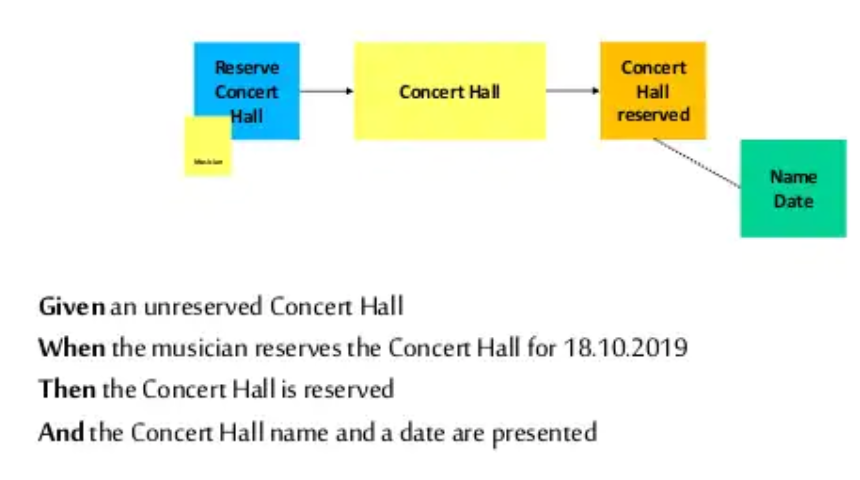 Reserve
Concert
Hall
Musician
Concert Hall
Concert
Hall
reserved
Name
Date
Given an unreserved Concert Hall
When the musician reserves the Concert Hall for 18.10.2019
Then the Concert Hall is reserved
And the Concert Hall name and a date are presented